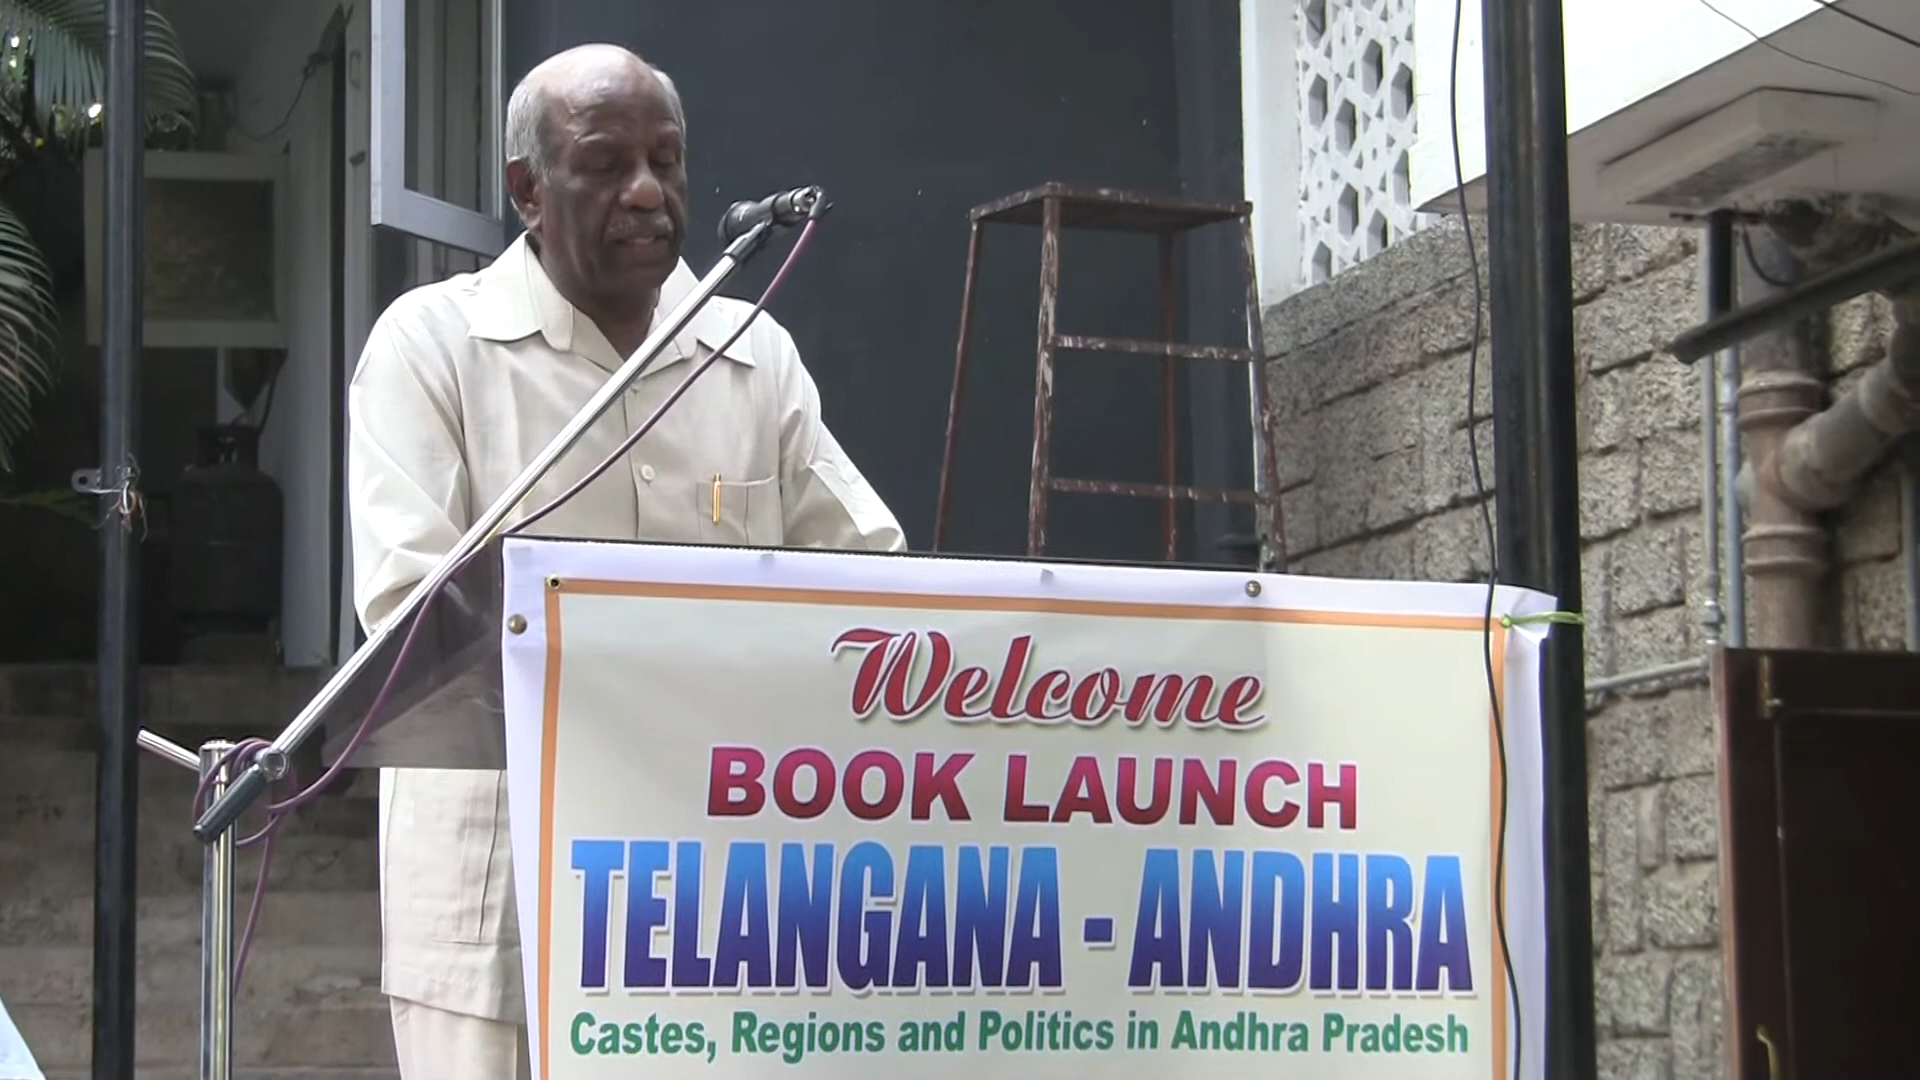 Welcome
BOOK LAUNCH
TELANGANA - ANDHRA
Castes, Regions and Politics in Andhra Pradesh